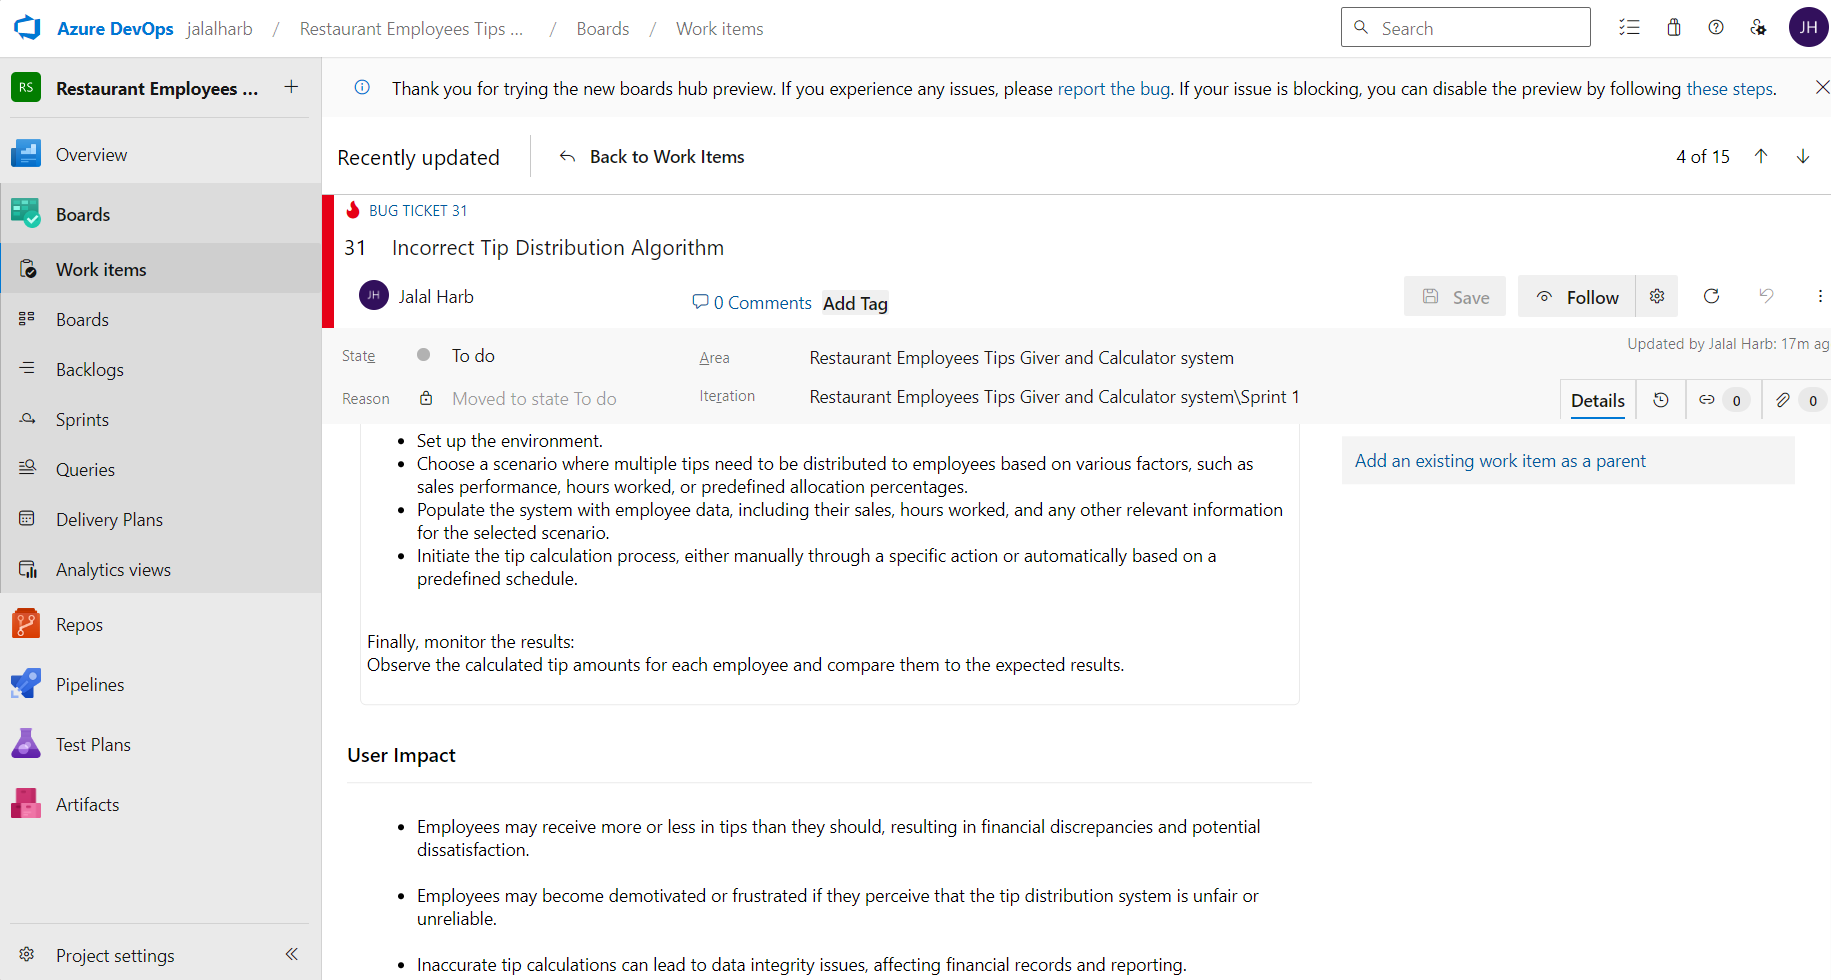 Azure DevOps jalalharb / Restaurant Employees Tips ... / Boards / Work items
Search
JH
RS
Restaurant Employees ...
Overview
Boards
Work items
Boards
Backlogs
Sprints
Queries
Delivery Plans
Analytics views
Repos
Pipelines
Test Plans
Artifacts
Project settings
Thank you for trying the new boards hub preview. If you experience any issues, please report the bug. If your issue is blocking, you can disable the preview by following these steps.
Recently updated
Back to Work Items
4 of 15
BUG TICKET 31
31 Incorrect Tip Distribution Algorithm
JH Jalal Harb
0 Comments
Add Tag
Save
Follow
State
To do
Area
Restaurant Employees Tips Giver and Calculator system
Updated by Jalal Harb: 17m ag
Reason
Moved to state To do
Iteration
Restaurant Employees Tips Giver and Calculator system\Sprint 1
Details
0
0
• Set up the environment.
• Choose a scenario where multiple tips need to be distributed to employees based on various factors, such as
sales performance, hours worked, or predefined allocation percentages.
• Populate the system with employee data, including their sales, hours worked, and any other relevant information
for the selected scenario.
• Initiate the tip calculation process, either manually through a specific action or automatically based on a
predefined schedule.
Finally, monitor the results:
Observe the calculated tip amounts for each employee and compare them to the expected results.
Add an existing work item as a parent
User Impact
• Employees may receive more or less in tips than they should, resulting in financial discrepancies and potential
dissatisfaction.
• Employees may become demotivated or frustrated if they perceive that the tip distribution system is unfair or
unreliable.
• Inaccurate tip calculations can lead to data integrity issues, affecting financial records and reporting.